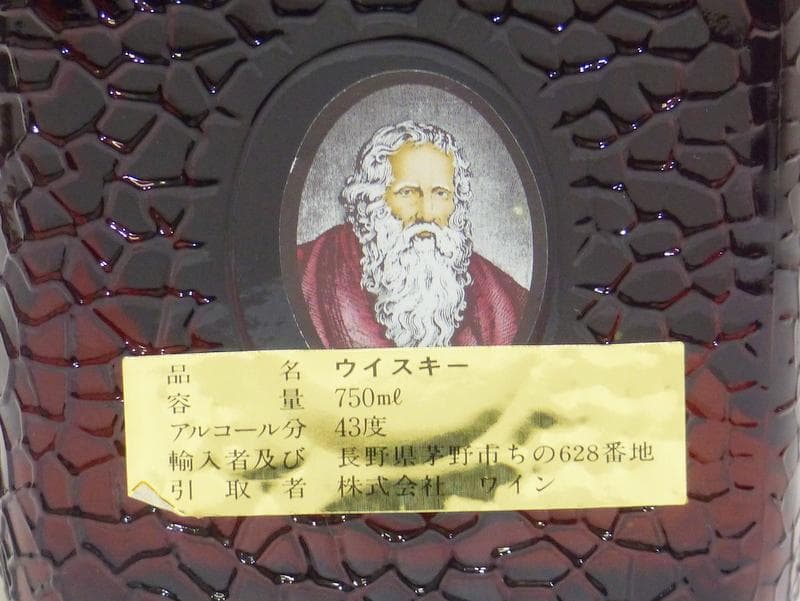 品名 ウイスキー
容量 750mℓ
アルコール分 43度
輸入者及び 長野県茅野市ちの628番地
引取者 株式会社 ワイン